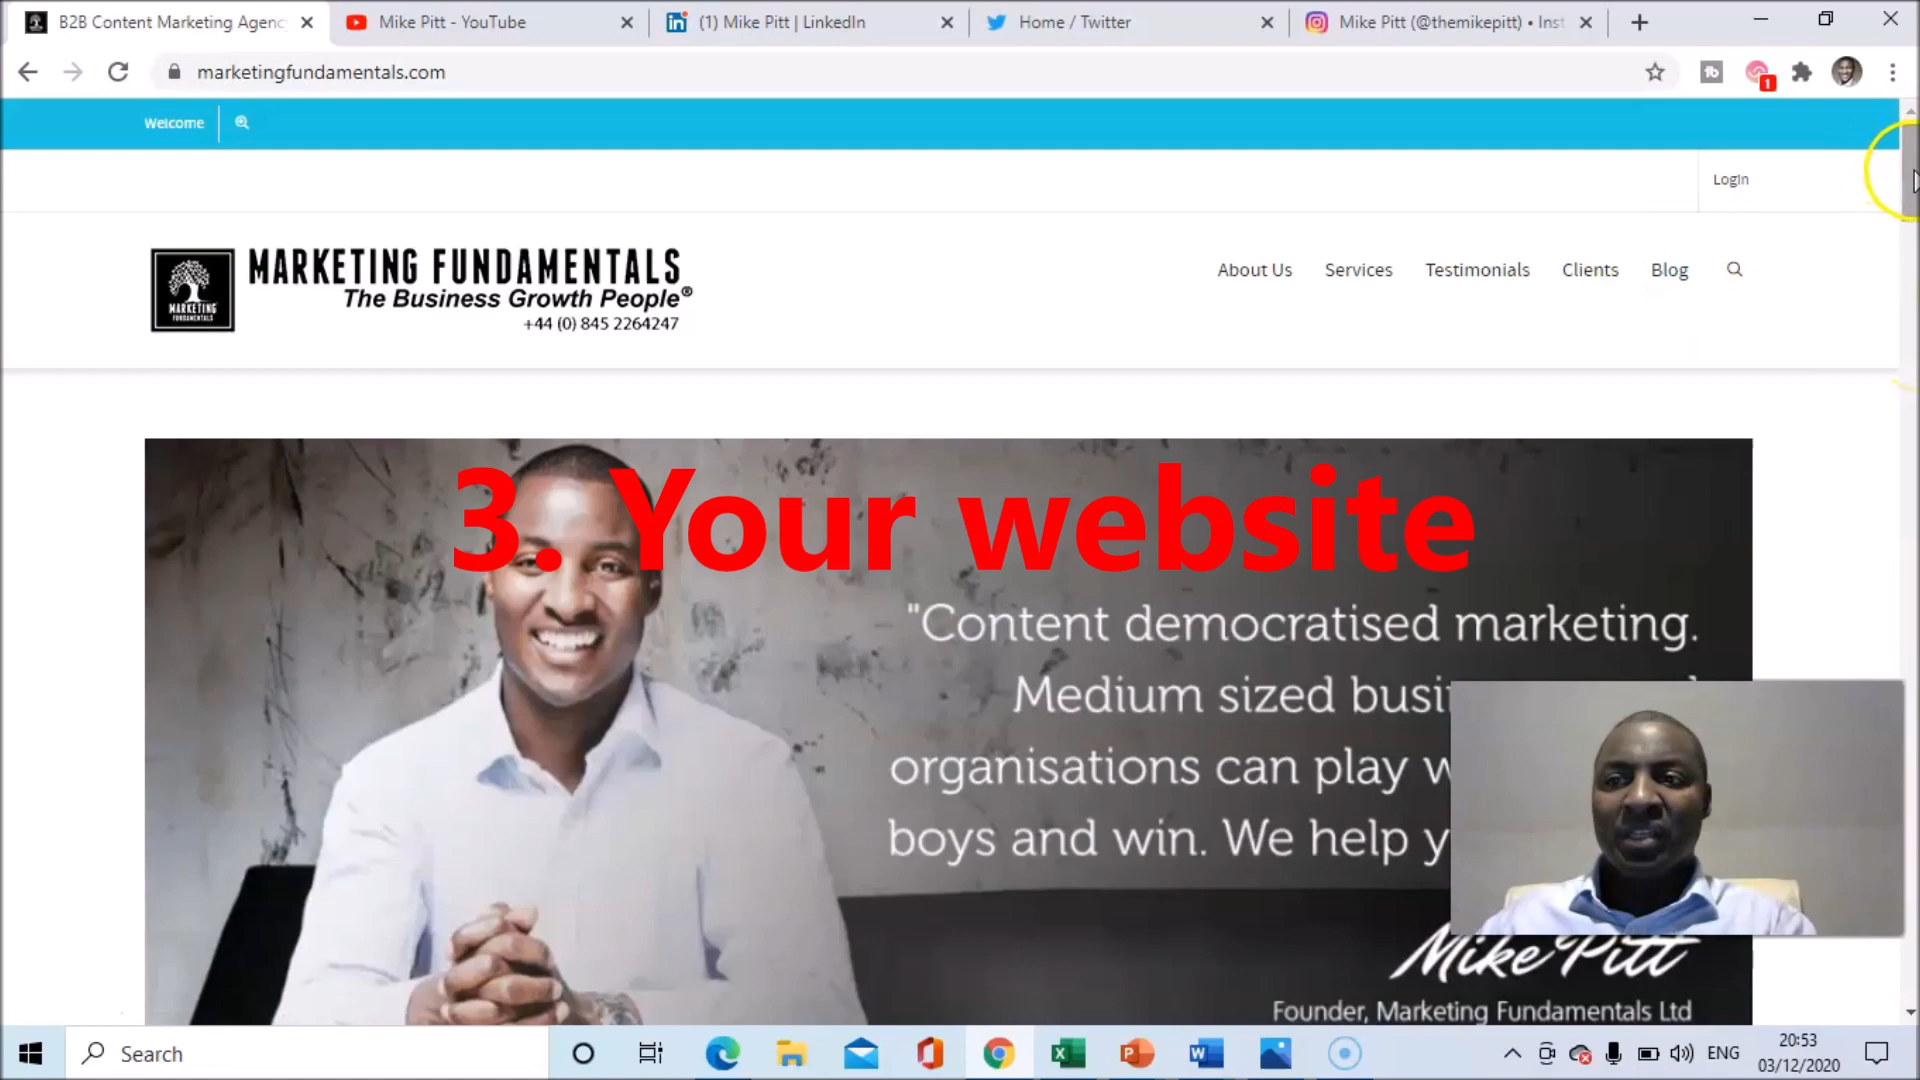 B2B Content Marketing Agenc
Mike Pitt - YouTube
(1) Mike Pitt | LinkedIn
Home / Twitter
Mike Pitt (@themikepitt) • Inst
marketingfundamentals.com
1
Welcome
Login
MARKETING FUNDAMENTALS
The Business Growth People®
+44 (0) 845 2264247
MARKETING
FUNDAMENTALS
About Us
Services
Testimonials
Clients
Blog
3. Your website
"Content democratised marketing.
Medium sized busi
organisations can play w
boys and win. We help y
Mike Pitt
Founder, Marketing Fundamentals Ltd
Search
ENG
20:53
03/12/2020